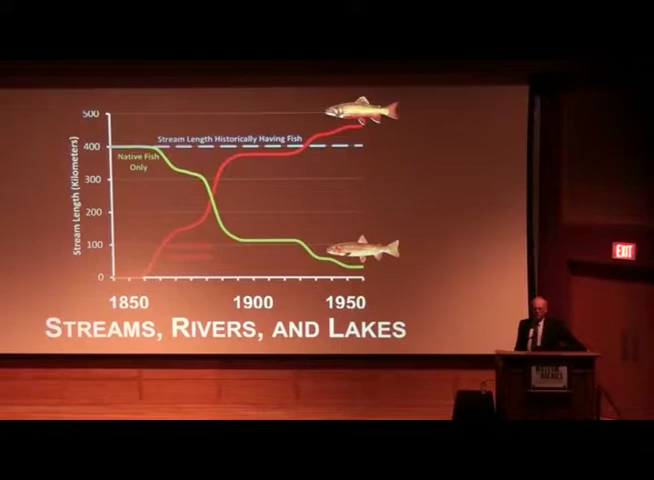 500
Stream Length Historically Having Fish
400
Native Fish
Only
300
Stream Length (Kilometers)
200
100
0
1850
1900
1950
STREAMS, RIVERS, AND LAKES
EXIT